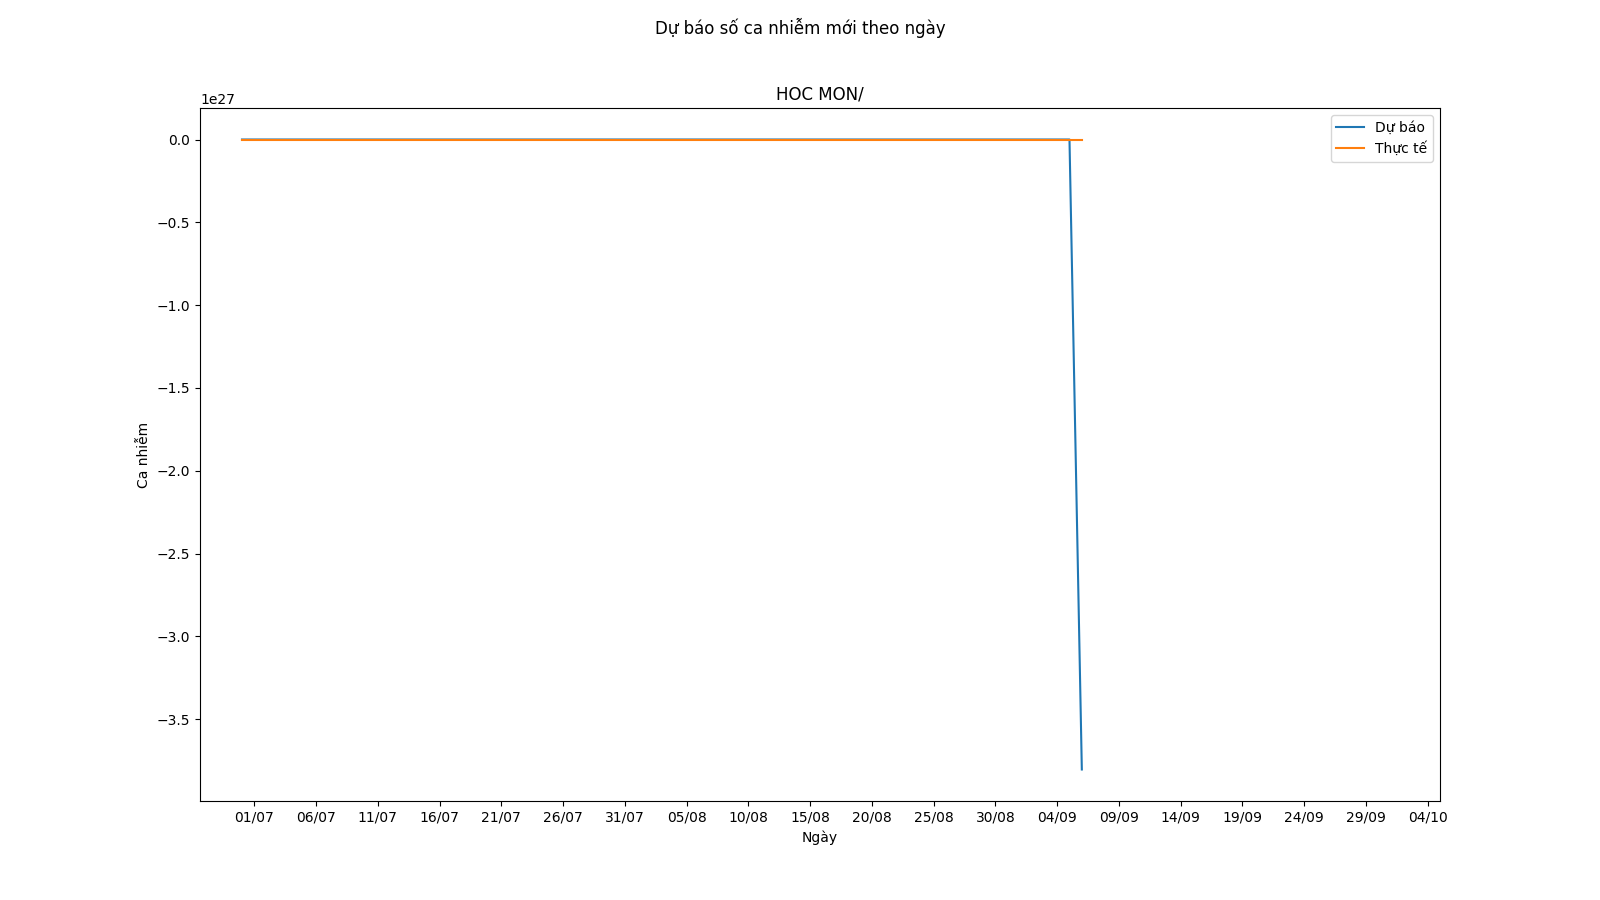 Dự báo số ca nhiễm mới theo ngày
HOC MON/
1e27
Dự báo
Thực tế
0.0
−0.5
−1.0
−1.5
−2.0
−2.5
−3.0
−3.5
Ca nhiễm
01/07 06/07 11/07 16/07 21/07 26/07 31/07 05/08 10/08 15/08 20/08 25/08 30/08 04/09 09/09 14/09 19/09 24/09 29/09 04/10
Ngày